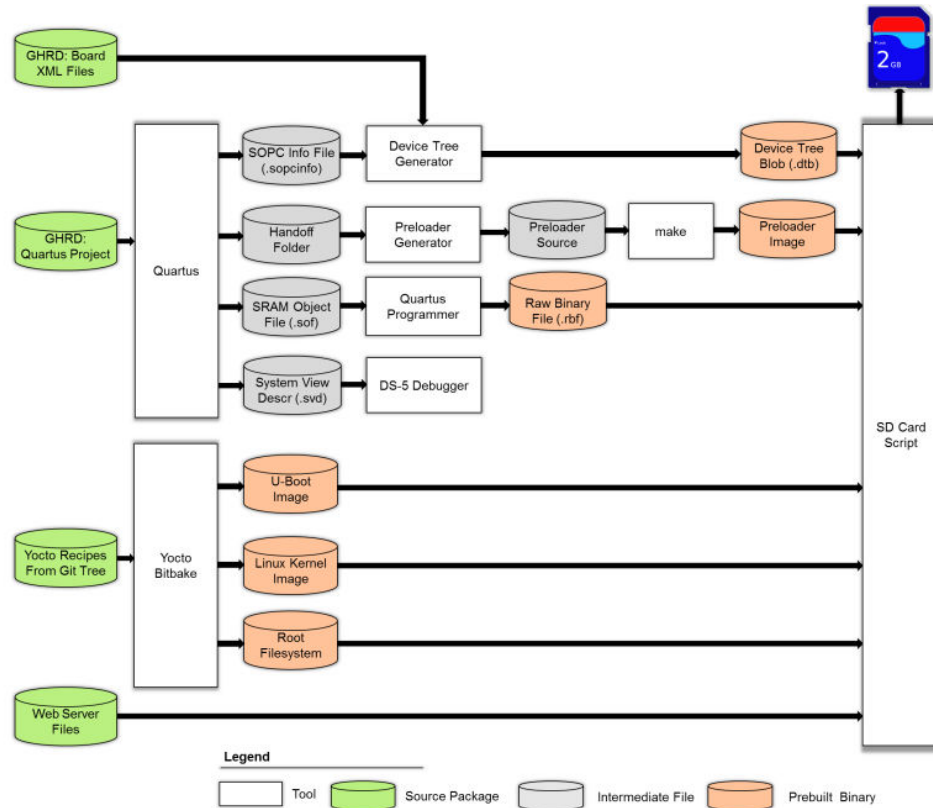 GHRD: Board
XML Files
2 GB
SOPC Info File
(.sopcinfo)
Device Tree
Generator
Device Tree
Blob (.dtb)
GHRD:
Quartus Project
Quartus
Handoff
Folder
Preloader
Generator
Preloader
Source
make
Preloader
Image
SRAM Object
File (.sof)
Quartus
Programmer
Raw Binary
File (.rbf)
System View
Descr (.svd)
DS-5 Debugger
SD Card
Script
U-Boot
Image
Yocto Recipes
From Git Tree
Yocto
Bitbake
Linux Kernel
Image
Root
Filesystem
Web Server
Files
Legend
Tool
Source Package
Intermediate File
Prebuilt Binary